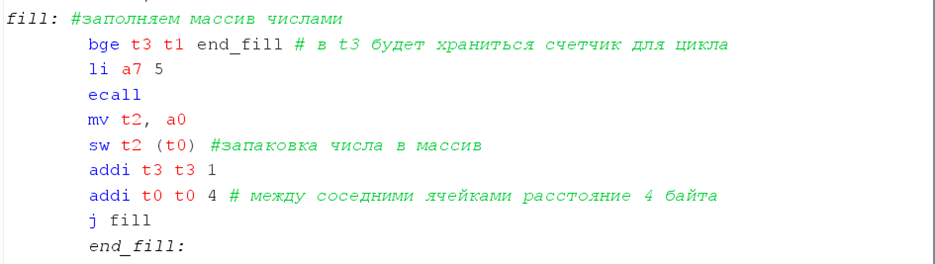 fill: #заполняем массив числами
bge t3 t1 end_fill # в t3 будет храниться счетчик для цикла
li a7 5
ecall
mv t2, a0
sw t2 (t0) #запаковка числа в массив
addi t3 t3 1
addi t0 t0 4 # между соседними ячейками расстояние 4 байта
j fill
end_fill: